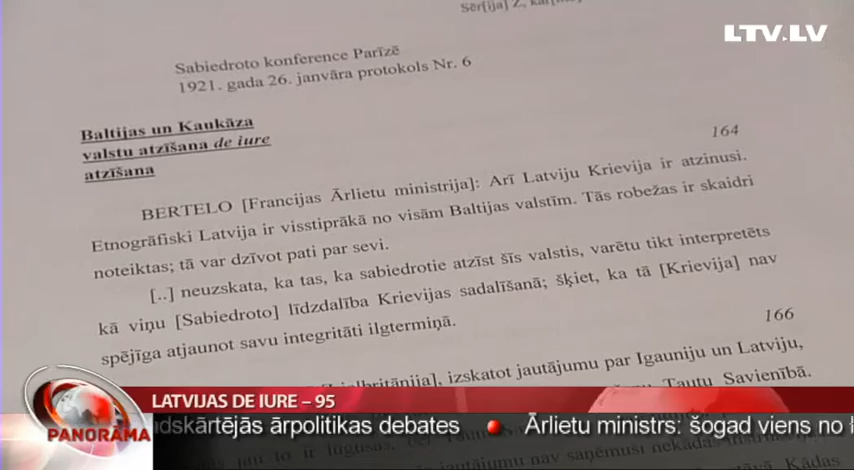 Sēr[ija] Z,
LTV.LV
Sabiedroto konference Parīzē
1921. gada 26. janvāra protokols Nr. 6
Baltijas un Kaukāza
valstu atzīšana de iure
atzīšana
164
BERTELO [Francijas Ārlietu ministrija]: Arī Latviju Krievija ir atzinusi.
Etnogrāfiski Latvija ir visstiprākā no visām Baltijas valstīm. Tās robežas ir skaidri
noteiktas; tā var dzīvot pati par sevi.
[..] neuzskata, ka tas, ka sabiedrotie atzīst šīs valstis, varētu tikt interpretēts
kā viņu [Sabiedroto] līdzdalība Krievijas sadalīšanā; šķiet, ka tā [Krievija] nav
spējīga atjaunot savu integritāti ilgtermiņā.
166
izskatot jautājumu par Igauniju un Latviju,
Tautu Savienībā.
LATVIJAS DE IURE – 95
PANORĀMA
dskārtējās ārpolitikas debates
Ārlietu ministrs: šogad viens no